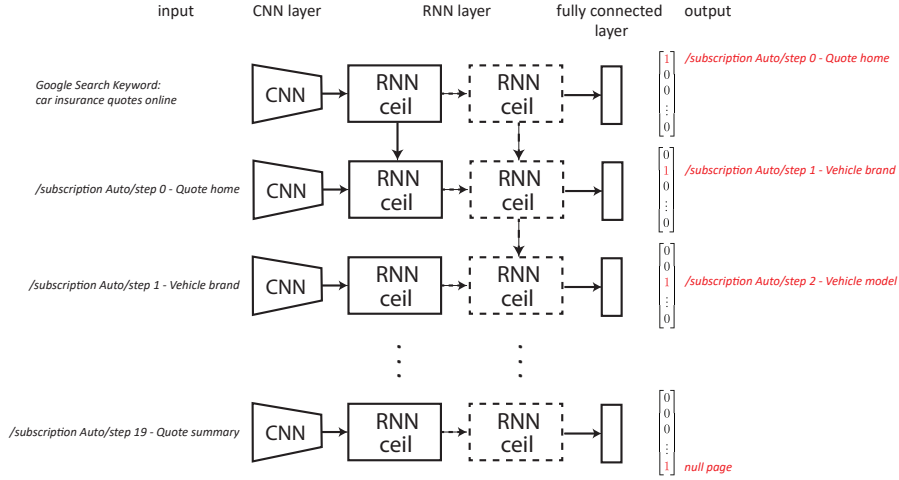 input CNN layer RNN layer fully connected layer output
Google Search Keyword:
car insurance quotes online
CNN
RNN
ceil
RNN
ceil
1
0
0
⋮
0
/subscription Auto/step 0 - Quote home
/subscription Auto/step 0 - Quote home
CNN
RNN
ceil
RNN
ceil
0
1
0
⋮
0
/subscription Auto/step 1 - Vehicle brand
/subscription Auto/step 1 - Vehicle brand
CNN
RNN
ceil
RNN
ceil
0
0
1
⋮
0
/subscription Auto/step 2 - Vehicle model
/subscription Auto/step 19 - Quote summary
CNN
RNN
ceil
RNN
ceil
0
0
0
⋮
1
null page